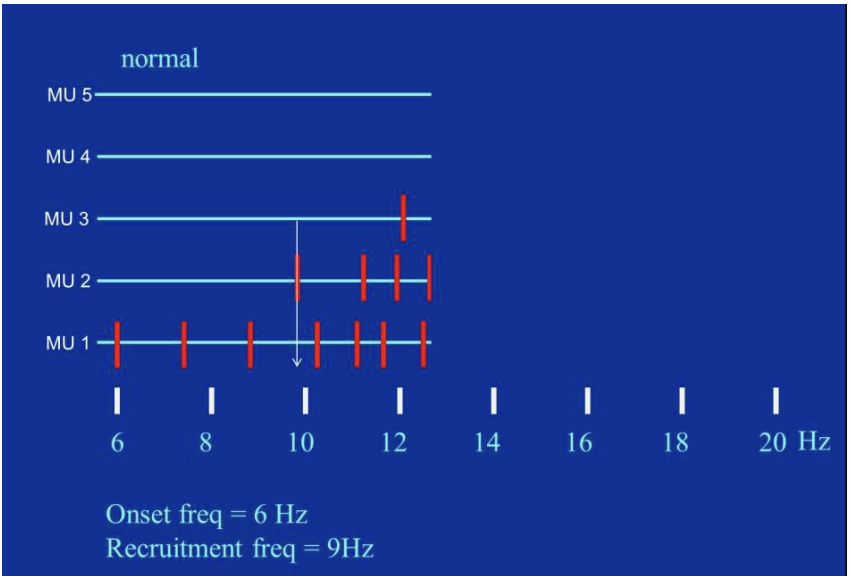 normal
MU 5
MU 4
MU 3
MU 2
MU 1
6 8 10 12 14 16 18 20 Hz
Onset freq = 6 Hz
Recruitment freq = 9Hz